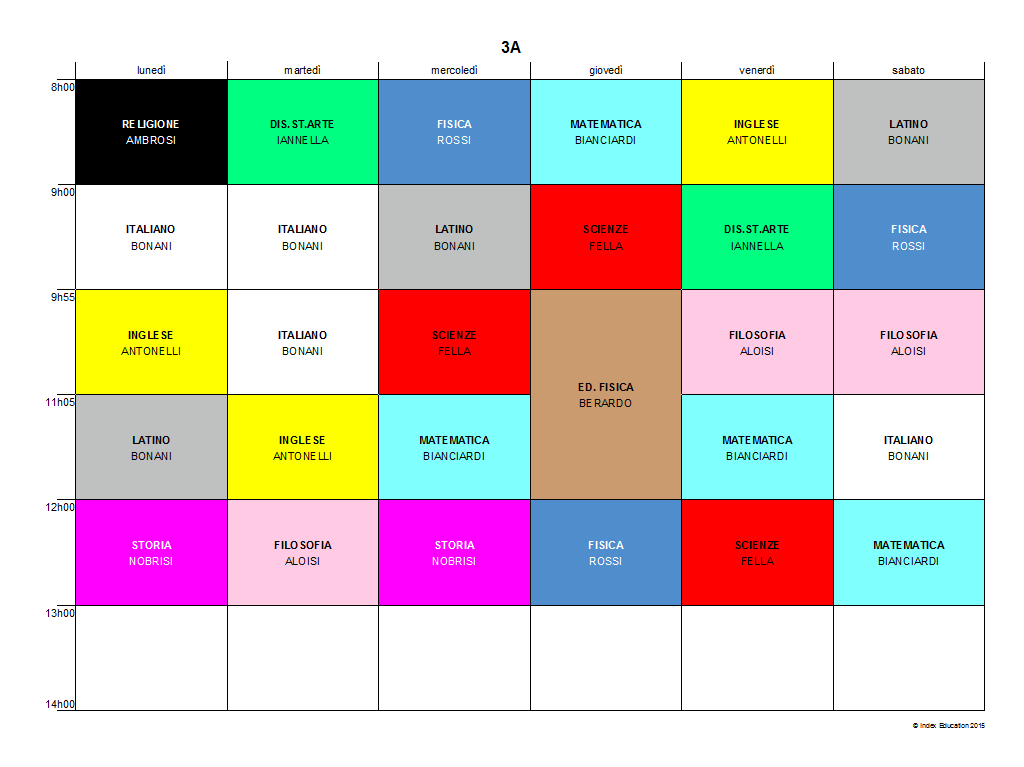 3A
lunedì martedì mercoledì giovedì venerdì sabato
8h00
RELIGIONE DIS.ST.ARTE FISICA MATEMATICA INGLESE LATINO
AMBROSI IANNELLA ROSSI BIANCIARDI ANTONELLI BONANI
9h00
ITALIANO ITALIANO LATINO SCIENZE DIS.ST.ARTE FISICA
BONANI BONANI BONANI FELLA IANNELLA ROSSI
9h55
INGLESE ITALIANO SCIENZE FILOSOFIA FILOSOFIA
ANTONELLI BONANI FELLA ALOISI ALOISI
ED. FISICA
BERARDO
11h05
LATINO INGLESE MATEMATICA MATEMATICA ITALIANO
BONANI ANTONELLI BIANCIARDI BIANCIARDI BONANI
12h00
STORIA FILOSOFIA STORIA FISICA SCIENZE MATEMATICA
NOBRISI ALOISI NOBRISI ROSSI FELLA BIANCIARDI
13h00
14h00
© Index Education 2015